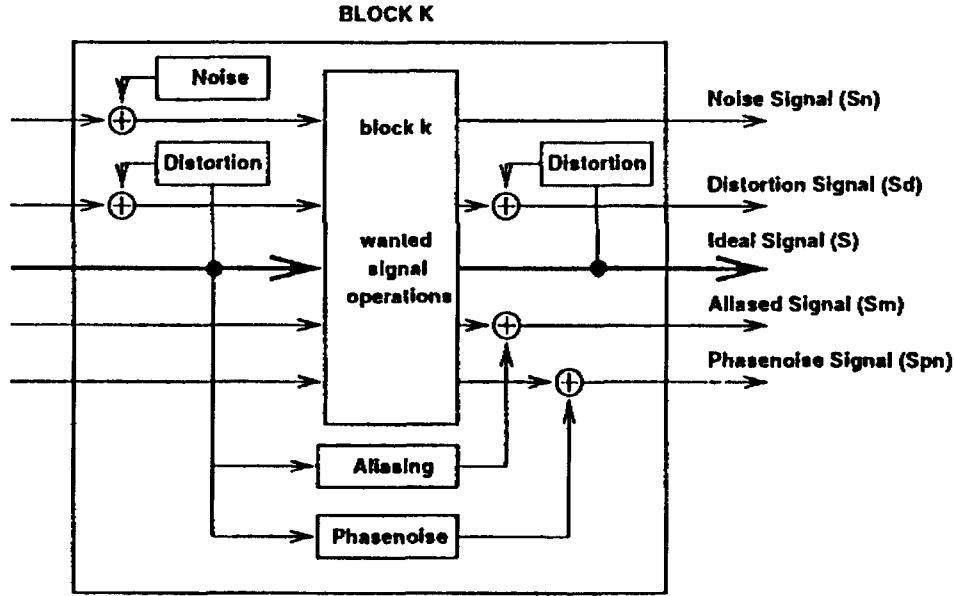 BLOCK K
Noise
Noise Signal (Sn)
block k
Distortion
Distortion
Distortion Signal (Sd)
Ideal Signal (S)
wanted
signal
operations
Aliased Signal (Sm)
Phasenoise Signal (Spn)
Aliasing
Phasenoise